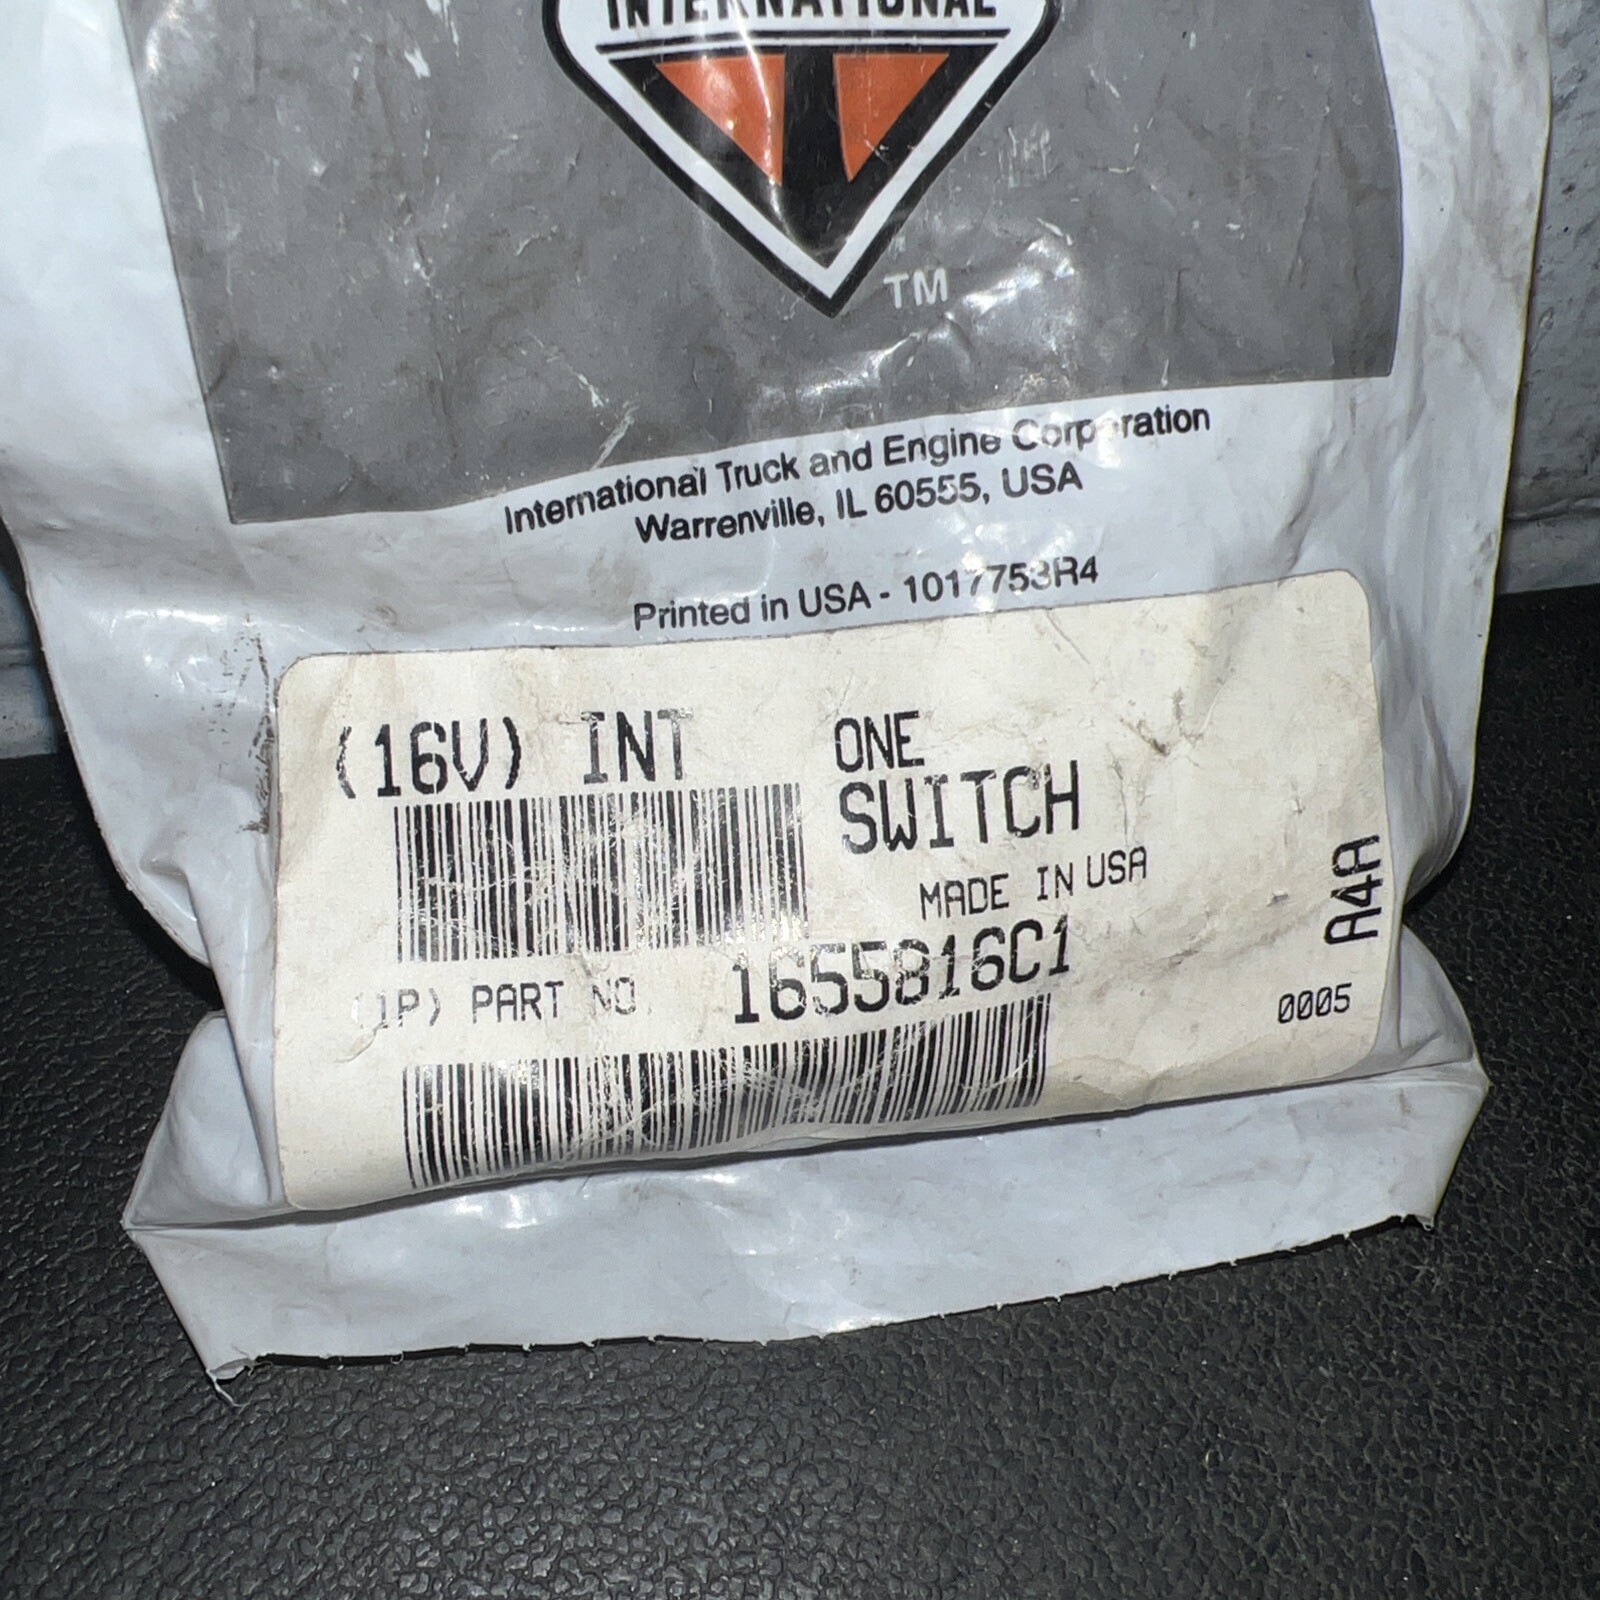 INTERNATIONAL
TM
International Truck and Engine Corporation
Warrenville, IL 60555, USA
Printed in USA - 1017753R4
(16V) INT ONE
SWITCH
MADE IN USA
(1P) PART NO. 1655816C1
A4A
0005